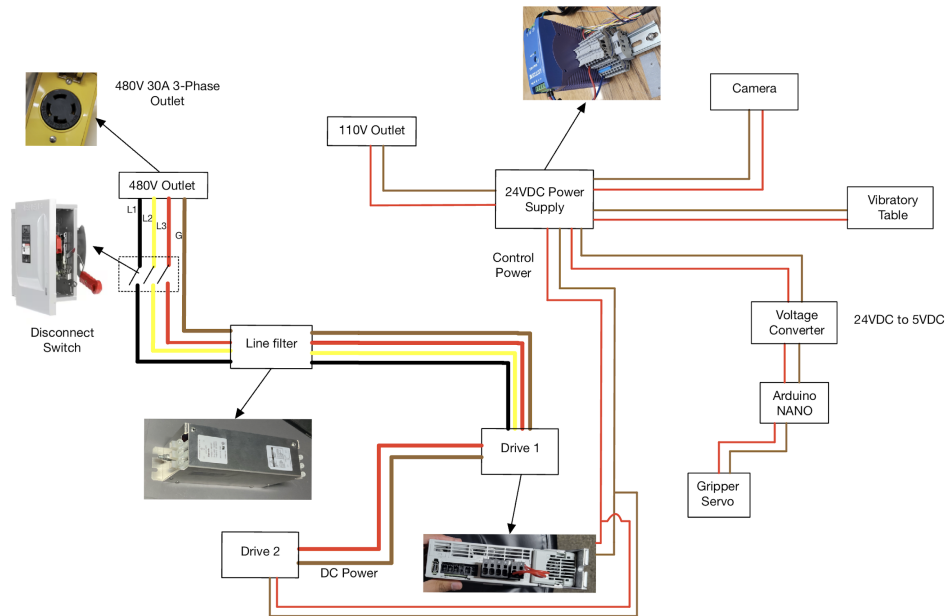 480V 30A 3-Phase
Outlet
Camera
110V Outlet
480V Outlet
24VDC Power
Supply
Vibratory
Table
L1
L2
L3
G
Control
Power
Disconnect
Switch
Line filter
Voltage
Converter
24VDC to 5VDC
Arduino
NANO
Drive 1
Gripper
Servo
Drive 2
DC Power